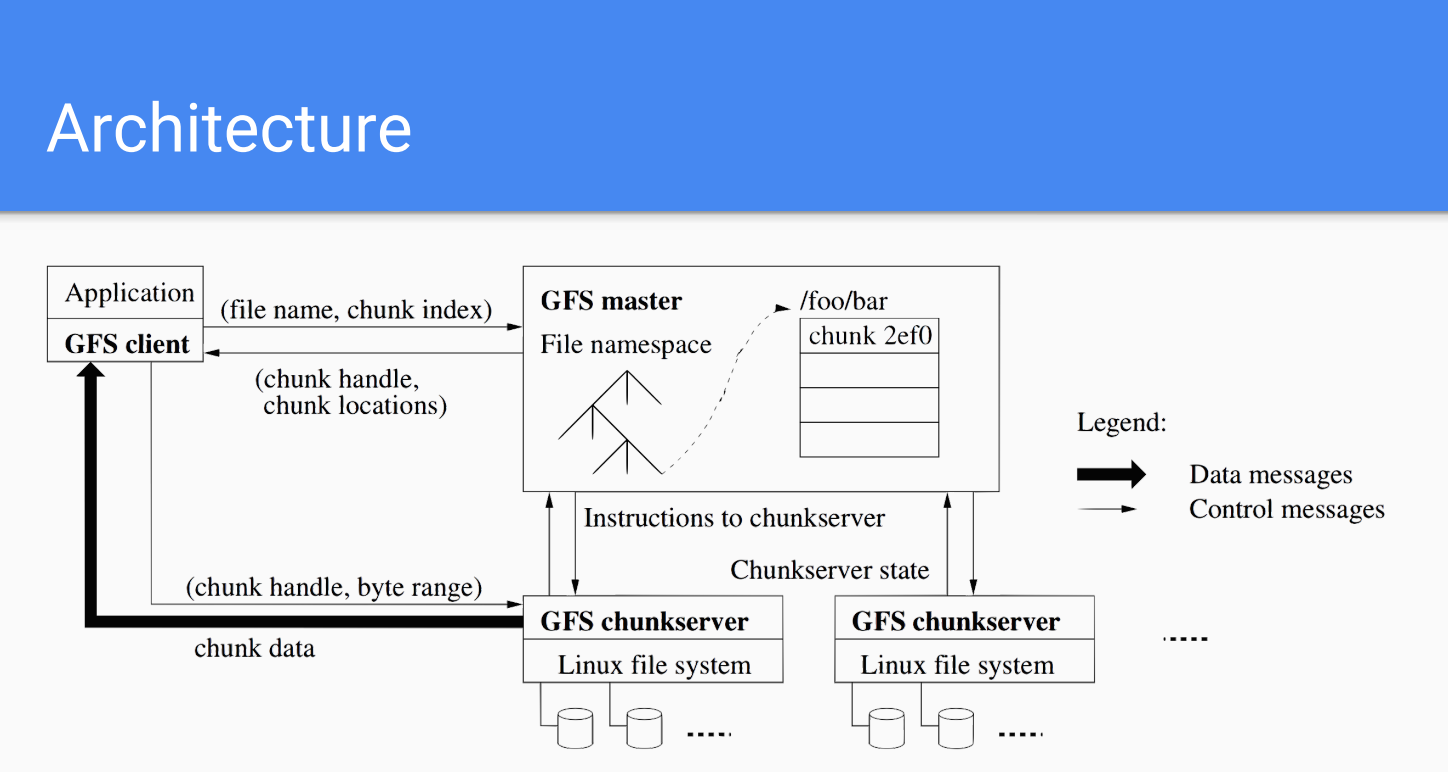 Architecture
Application
GFS client
(file name, chunk index)
(chunk handle,
chunk locations)
GFS master
File namespace
/foo/bar
chunk 2ef0
Legend:
Data messages
Control messages
Instructions to chunkserver
Chunkserver state
(chunk handle, byte range)
chunk data
GFS chunkserver
Linux file system
GFS chunkserver
Linux file system